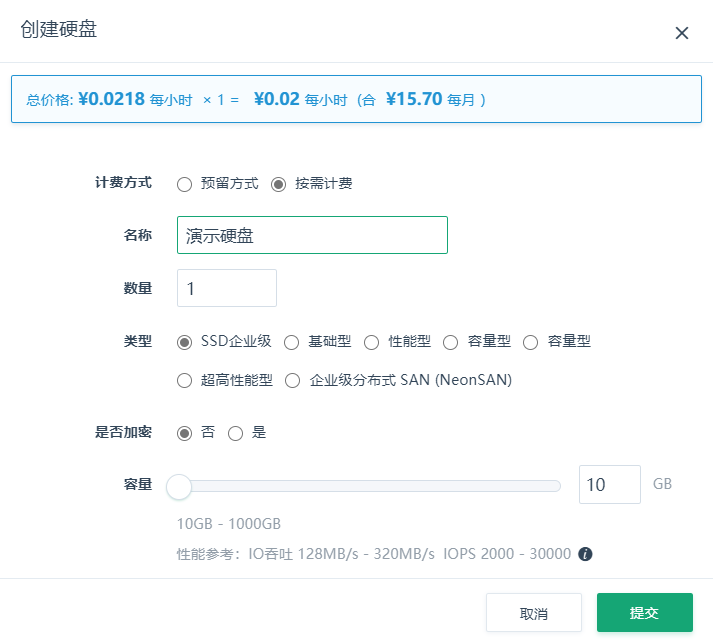 创建硬盘
总价格: ¥0.0218 每小时 × 1 = ¥0.02 每小时 (合 ¥15.70 每月 )
计费方式 预留方式 按需计费
名称 演示硬盘
数量 1
类型 SSD企业级 基础型 性能型 容量型 容量型
超高性能型 企业级分布式 SAN (NeonSAN)
是否加密 否 是
容量 10 GB
10GB - 1000GB
性能参考: IO吞吐 128MB/s - 320MB/s IOPS 2000 - 30000 i
取消 提交